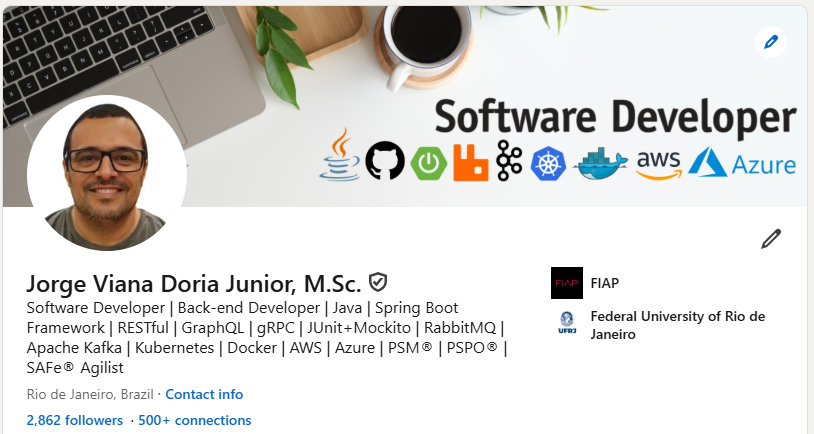 Software Developer
aws
Azure
Jorge Viana Doria Junior, M.Sc.
Software Developer | Back-end Developer | Java | Spring Boot
Framework | RESTful | GraphQL | gRPC | JUnit+Mockito | RabbitMQ |
Apache Kafka | Kubernetes | Docker | AWS | Azure | PSM® | PSPO® |
SAFe® Agilist
Rio de Janeiro, Brazil · Contact info
2,862 followers · 500+ connections
FIAP
FIAP
UFRJ
Federal University of Rio de
Janeiro